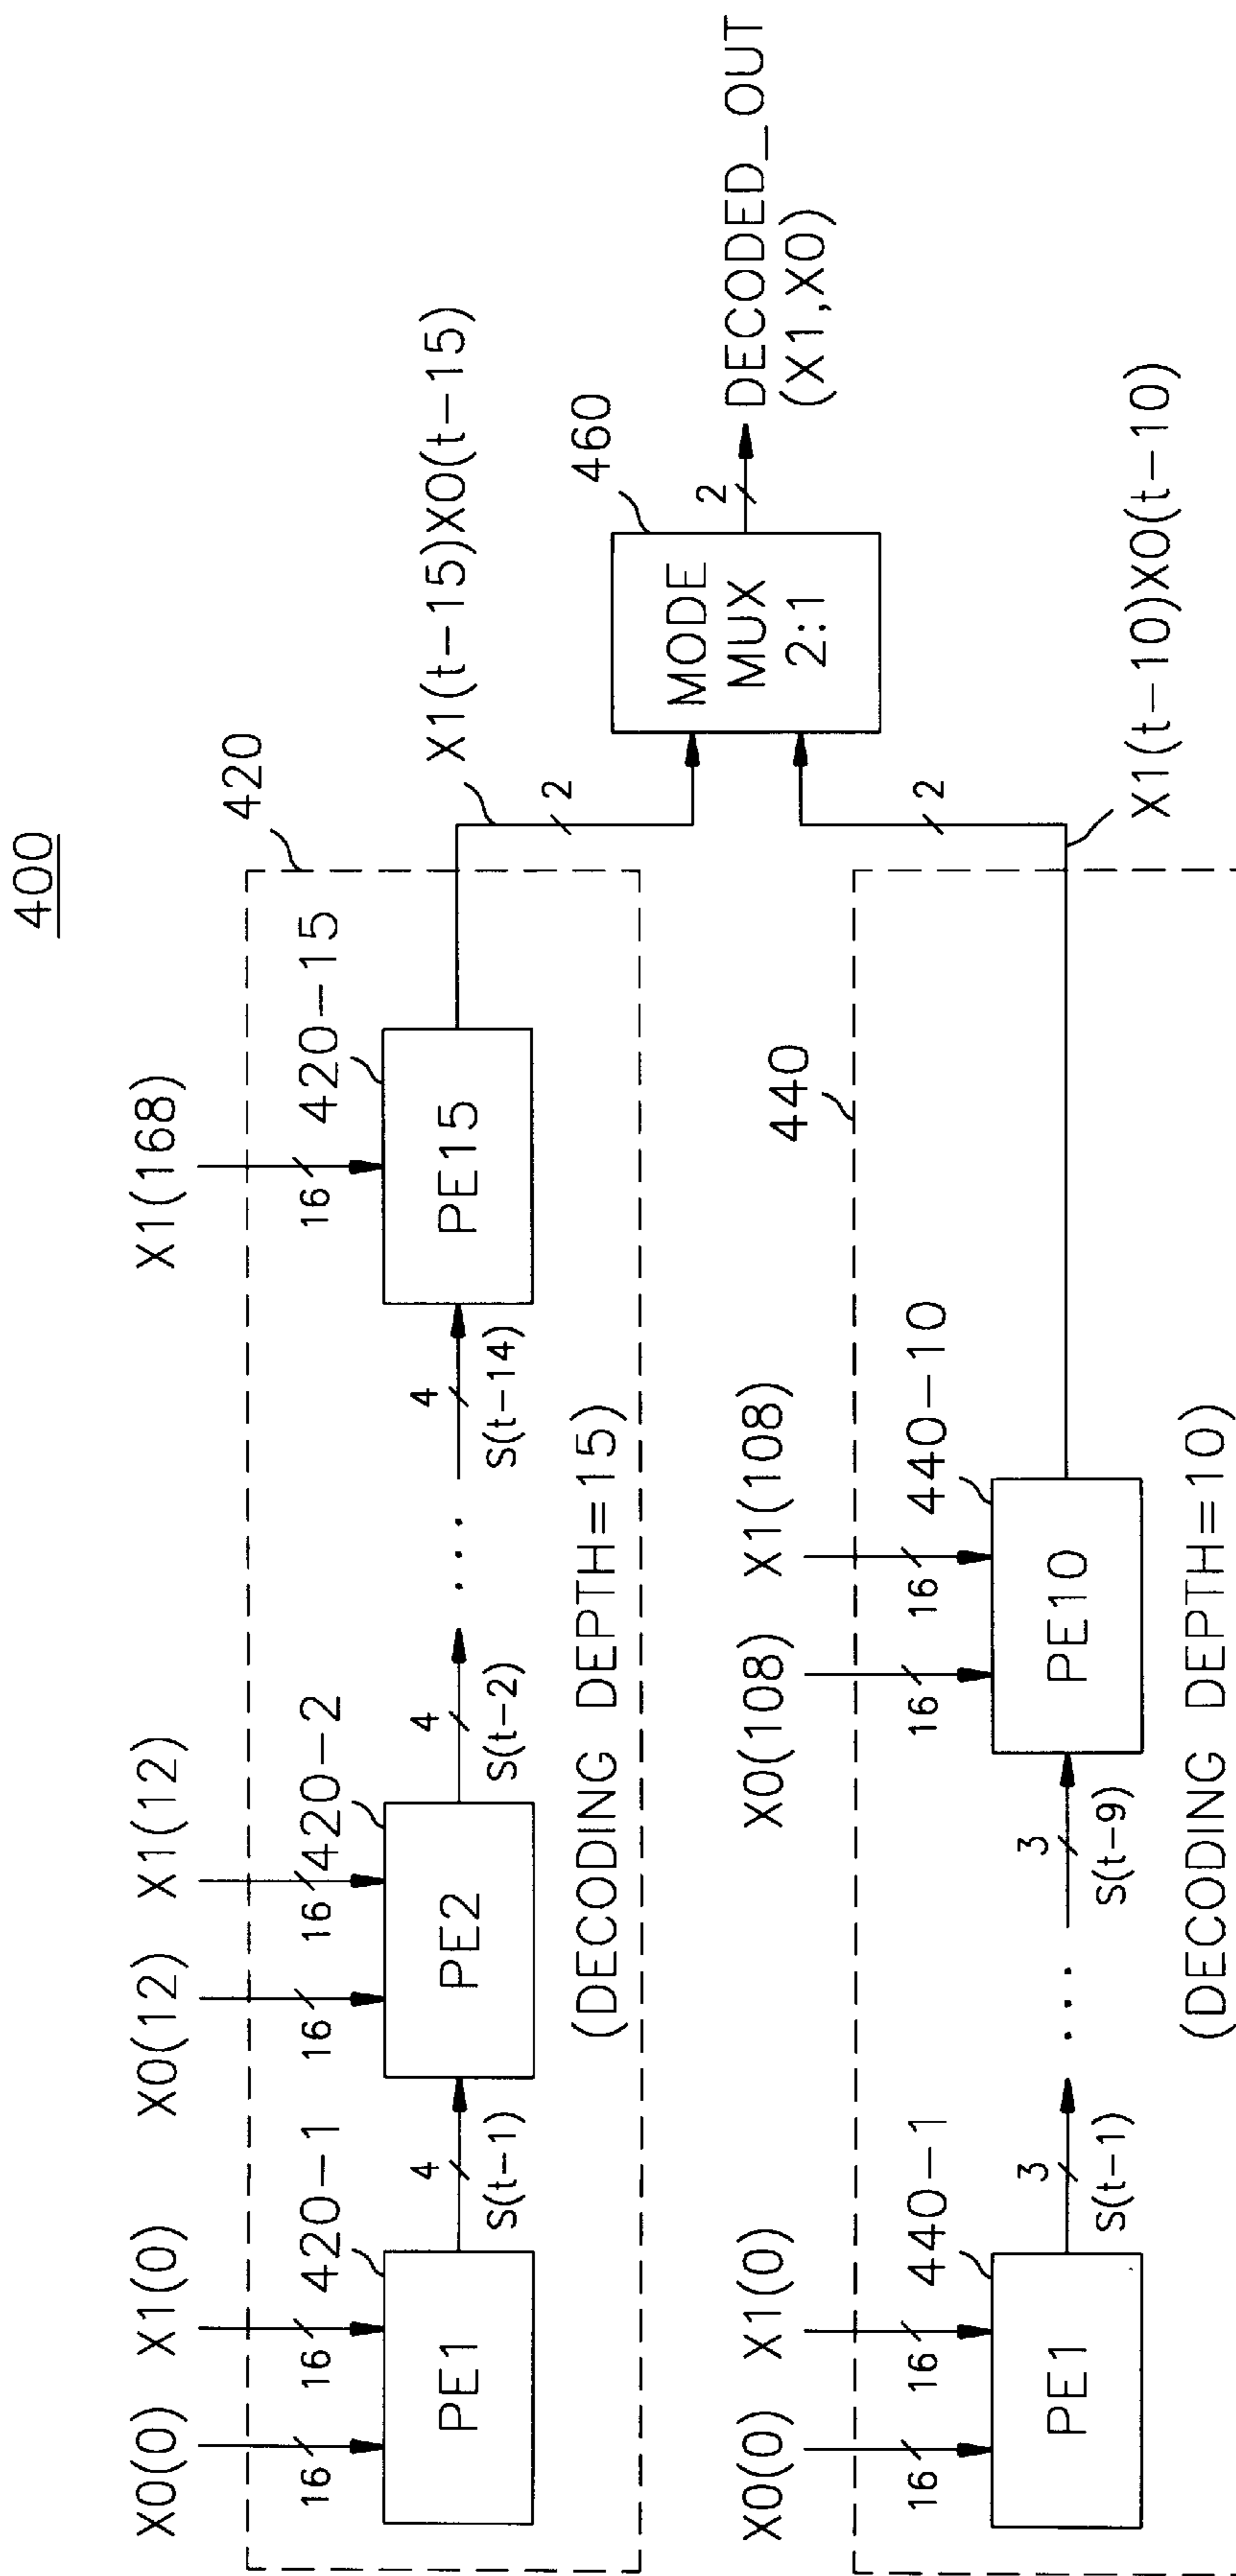 400
X0(0) X1(0) X0(12) X1(12) X1(168)
420
16 16 16 16 16
420-1 420-2 420-15
PE1 PE2 PE15
4 4 4
S(t-1) S(t-2) S(t-14)
. . .
(DECODING DEPTH=15)
X1(t-15)X0(t-15)
2
460
MODE
MUX
2:1
2
DECODED_OUT
(X1,X0)
X0(0) X1(0) X0(108) X1(108)
440
16 16 16 16
440-1 440-10
PE1 PE10
3 3
S(t-1) S(t-9)
. . .
(DECODING DEPTH=10)
2
X1(t-10)X0(t-10)